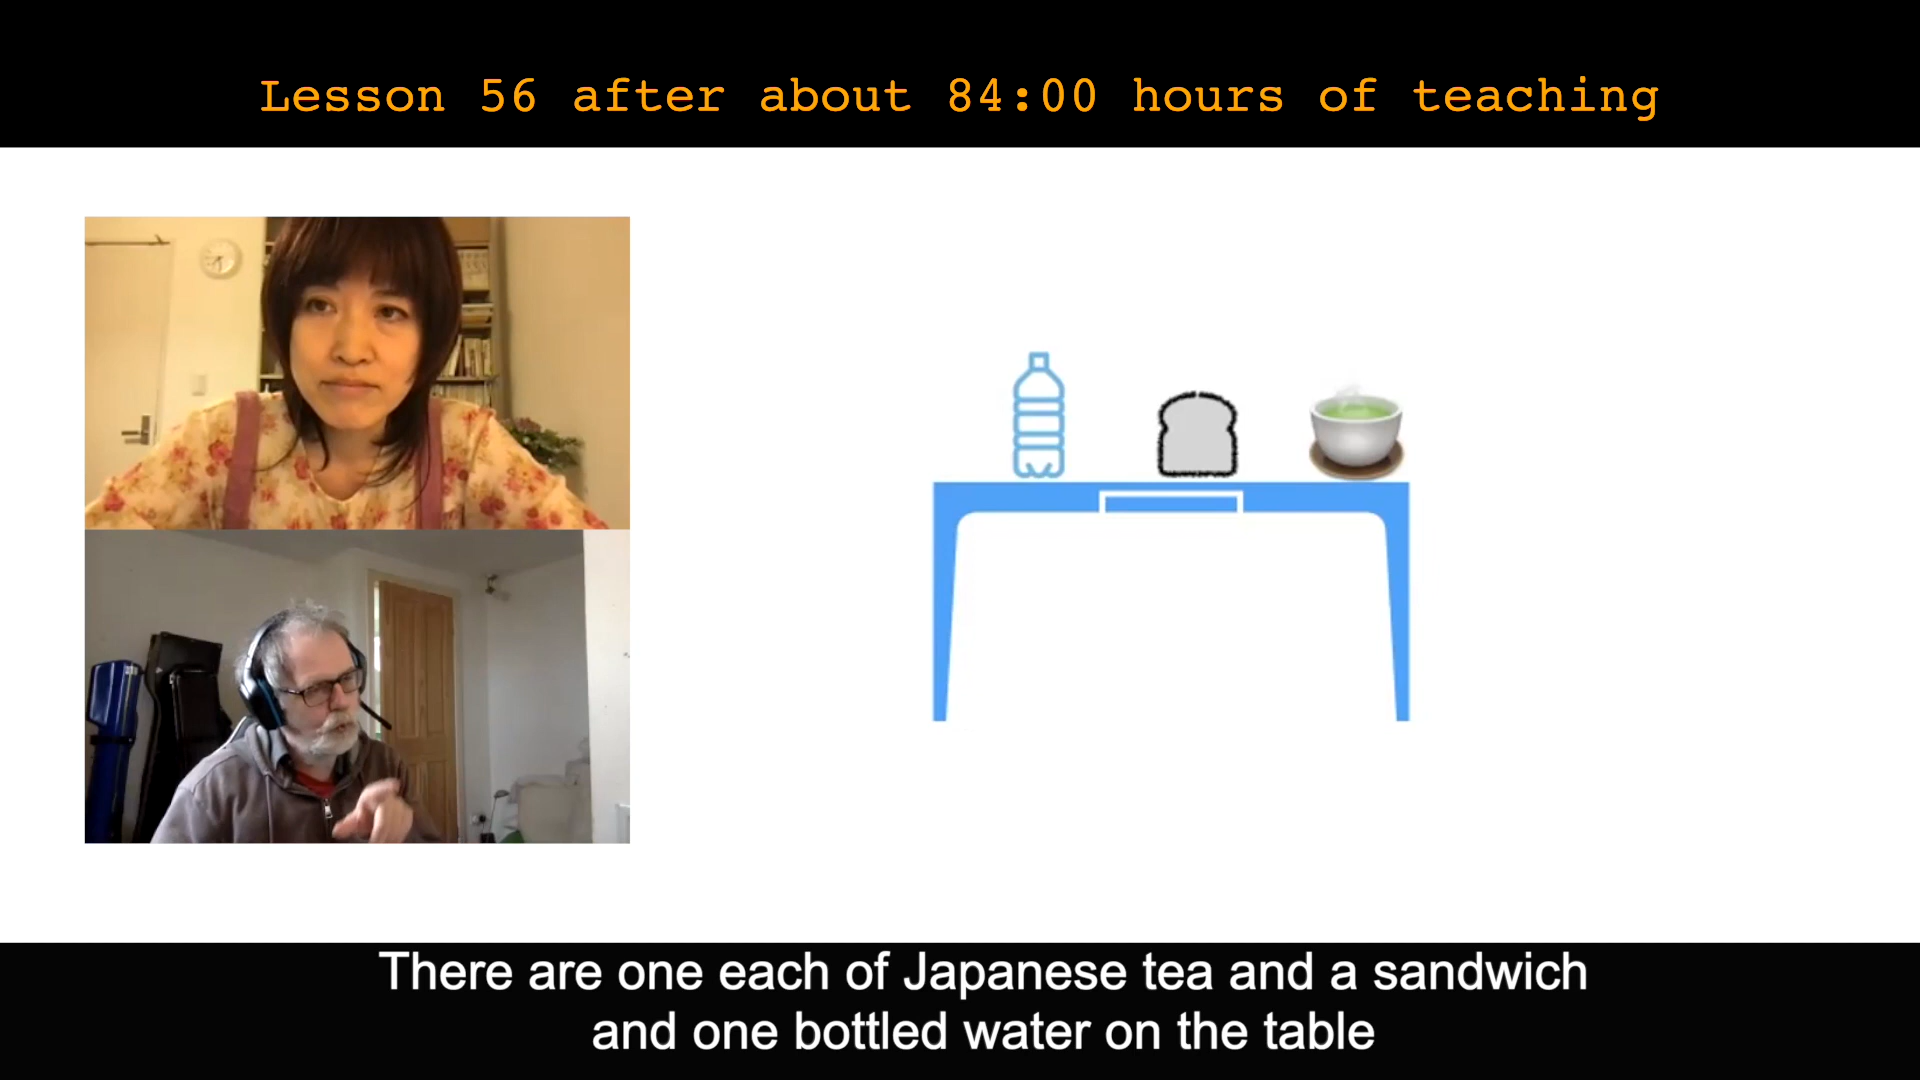 Lesson 56 after about 84:00 hours of teaching
There are one each of Japanese tea and a sandwich
and one bottled water on the table